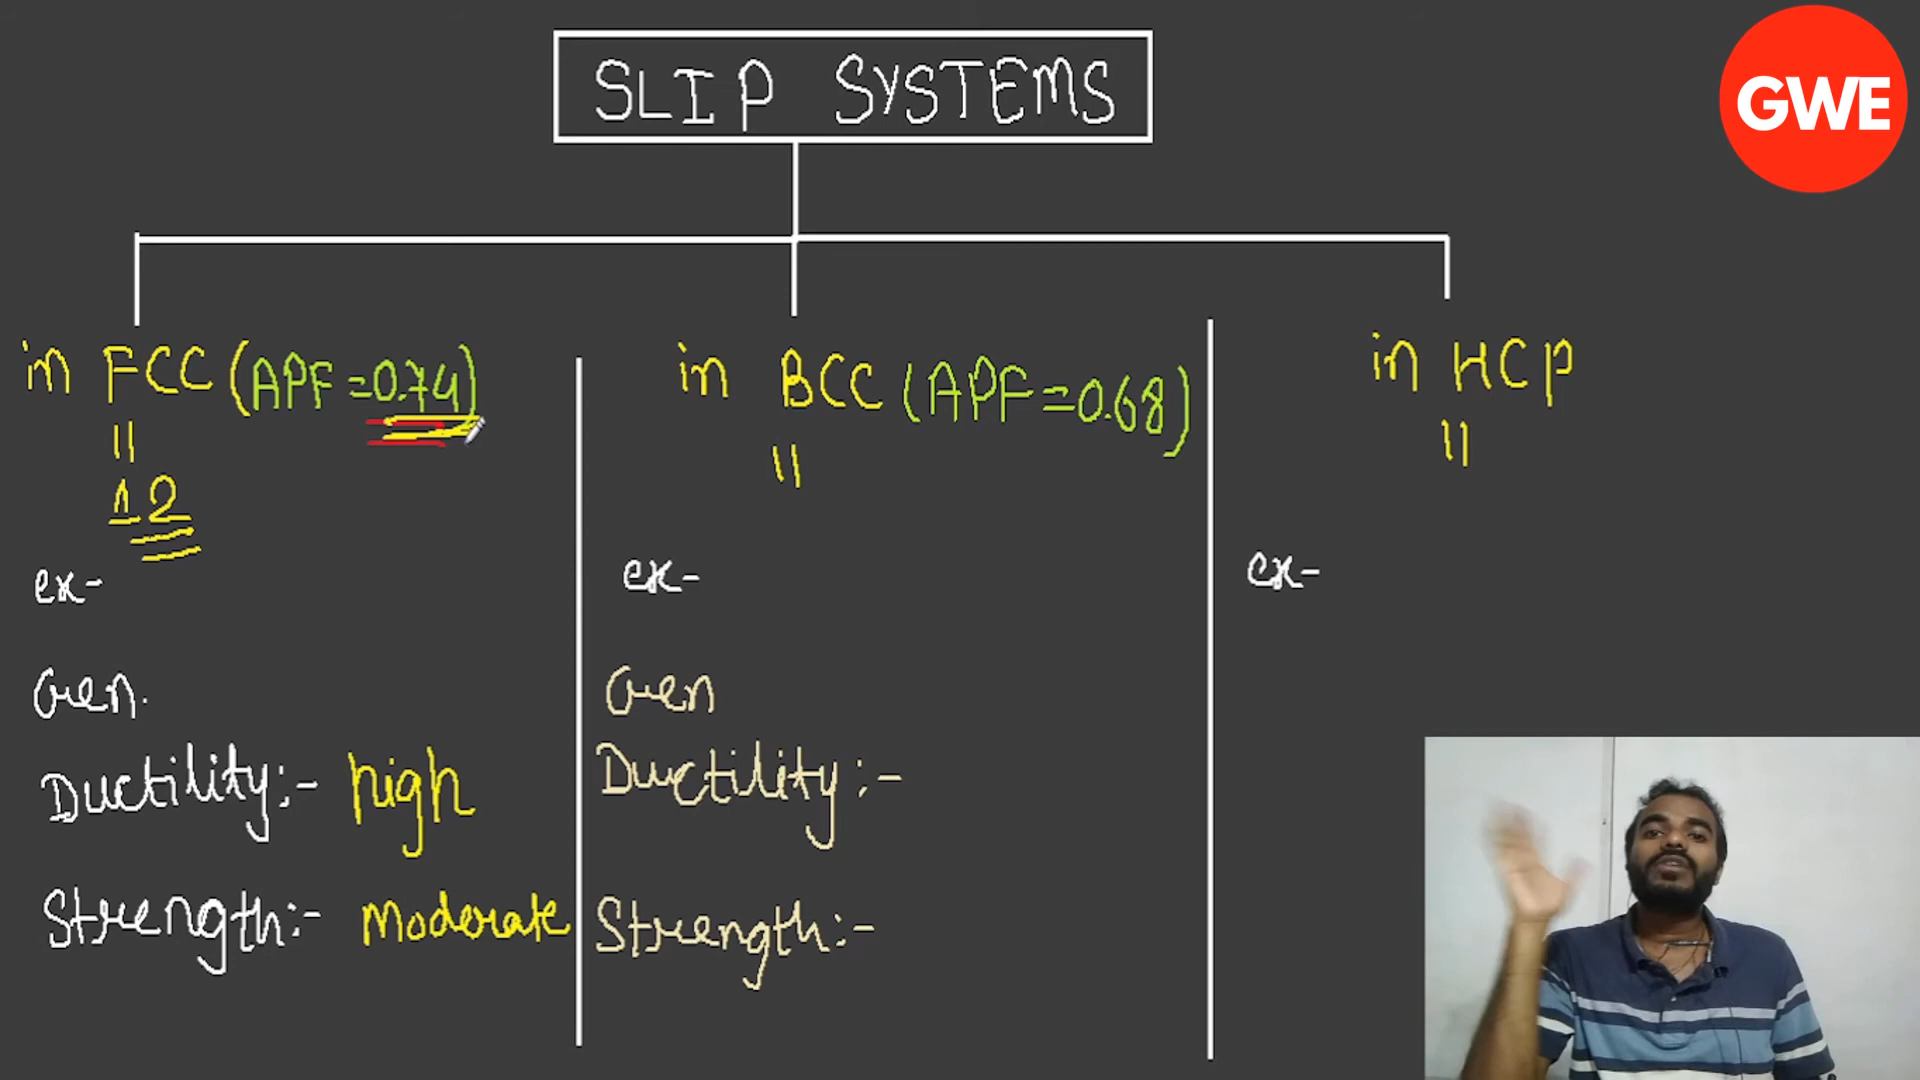 SLIP SYSTEMS
GWE
in FCC (APF = 0.74)
=
12
ex-
Gen.
Ductility:- high
Strength:- Moderate
in BCC (APF = 0.68)
=
ex-
Gen
Ductility:-
Strength:-
in HCP
=
ex-